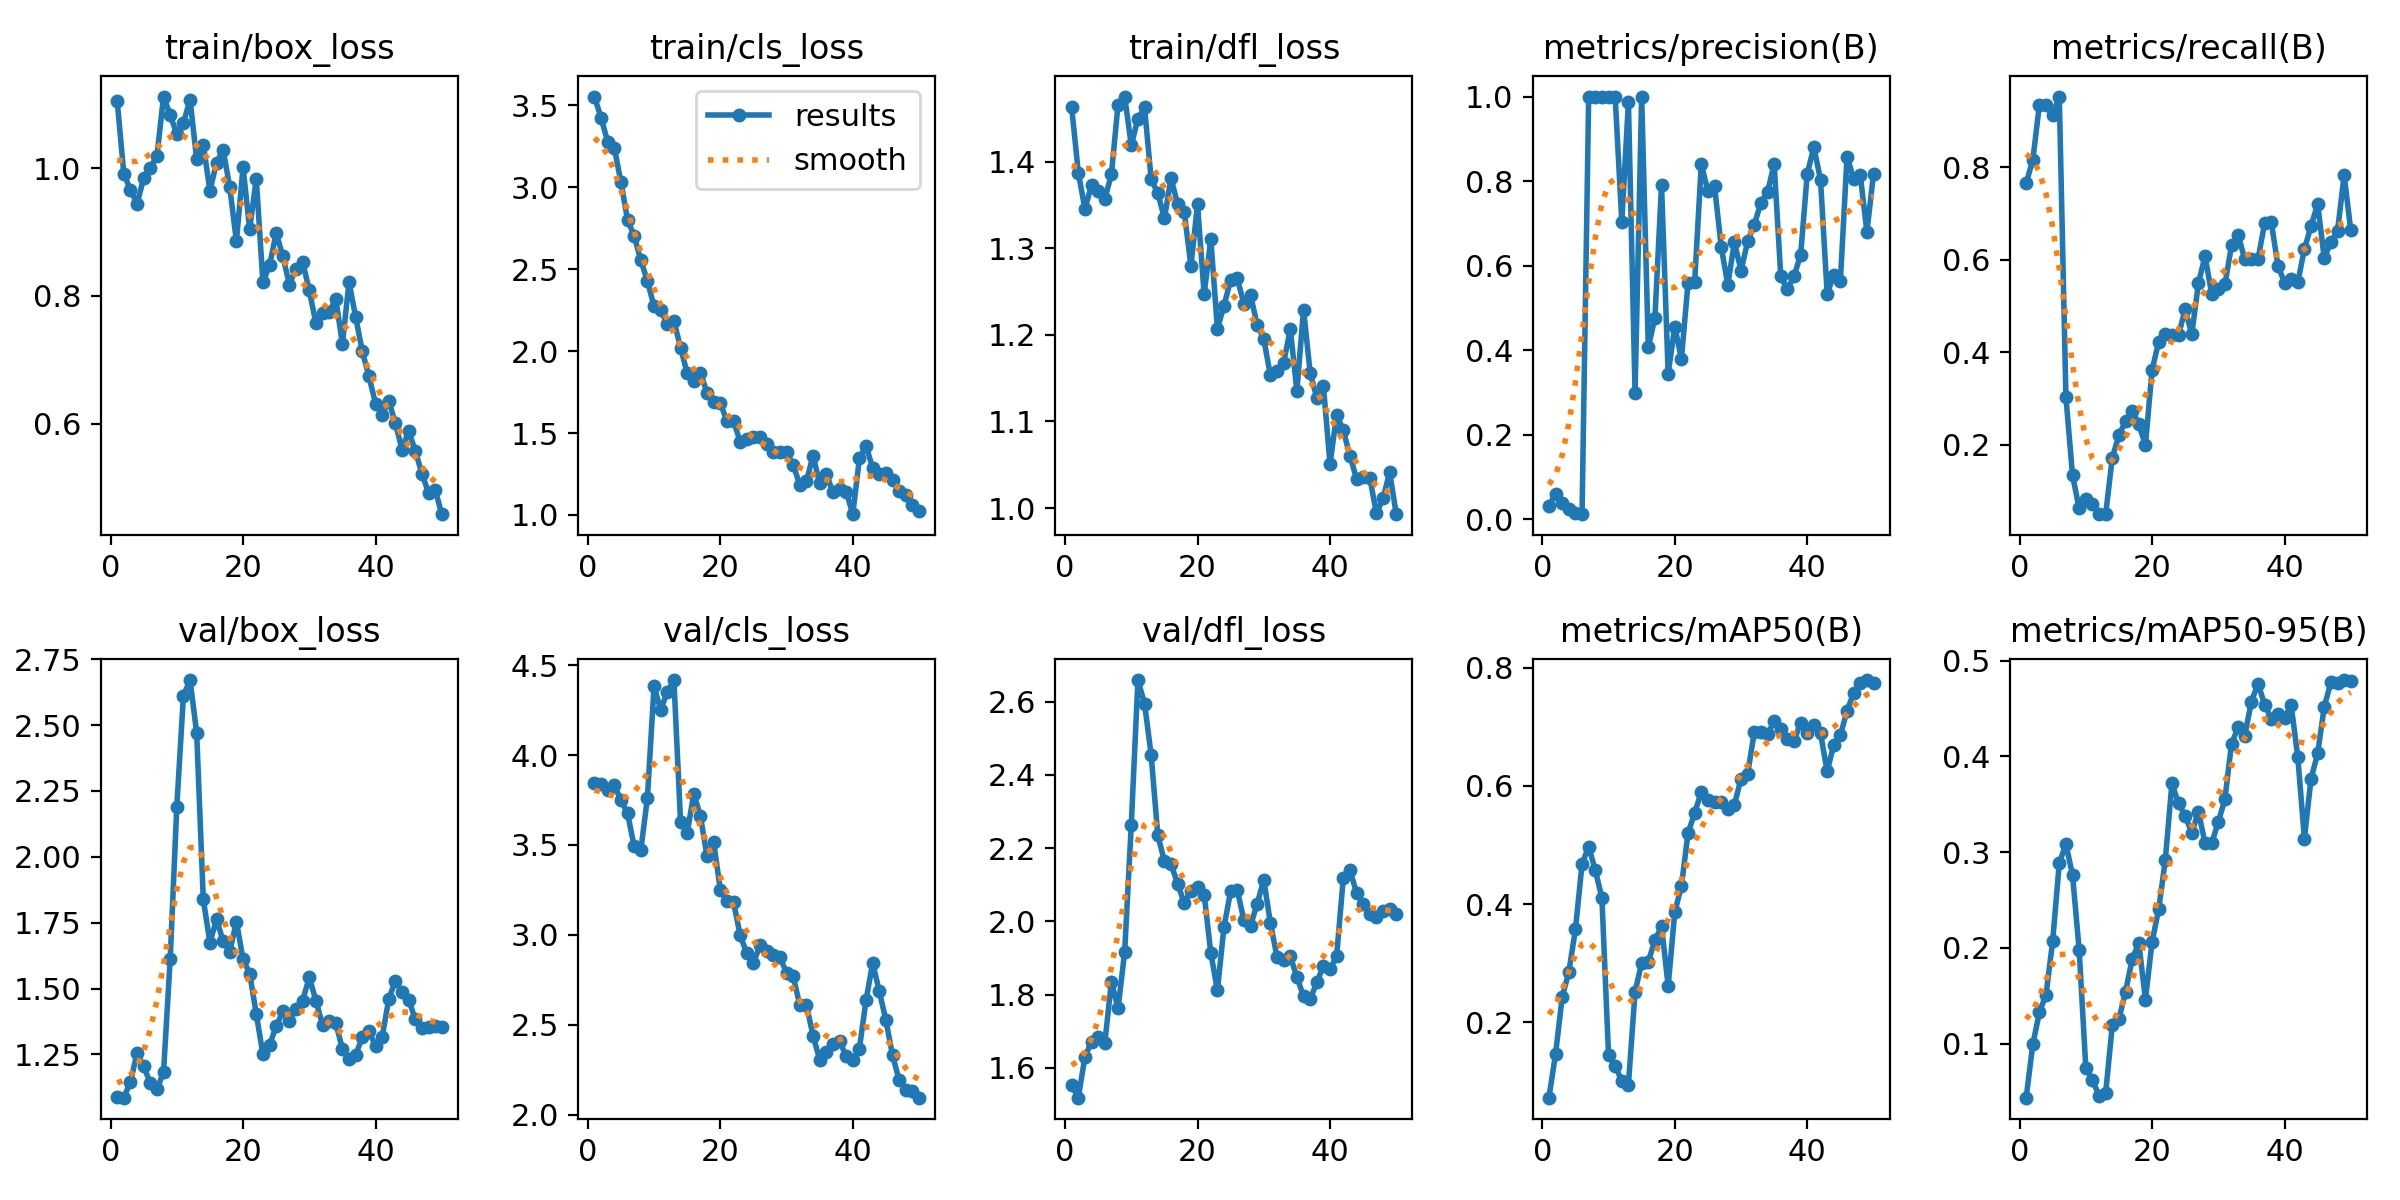 train/box_loss
1.0
0.8
0.6
0 20 40
train/cls_loss
results
smooth
3.5
3.0
2.5
2.0
1.5
1.0
0 20 40
train/dfl_loss
1.4
1.3
1.2
1.1
1.0
0 20 40
metrics/precision(B)
1.0
0.8
0.6
0.4
0.2
0.0
0 20 40
metrics/recall(B)
0.8
0.6
0.4
0.2
0 20 40
val/box_loss
2.75
2.50
2.25
2.00
1.75
1.50
1.25
0 20 40
val/cls_loss
4.5
4.0
3.5
3.0
2.5
2.0
0 20 40
val/dfl_loss
2.6
2.4
2.2
2.0
1.8
1.6
0 20 40
metrics/mAP50(B)
0.8
0.6
0.4
0.2
0 20 40
metrics/mAP50-95(B)
0.5
0.4
0.3
0.2
0.1
0 20 40